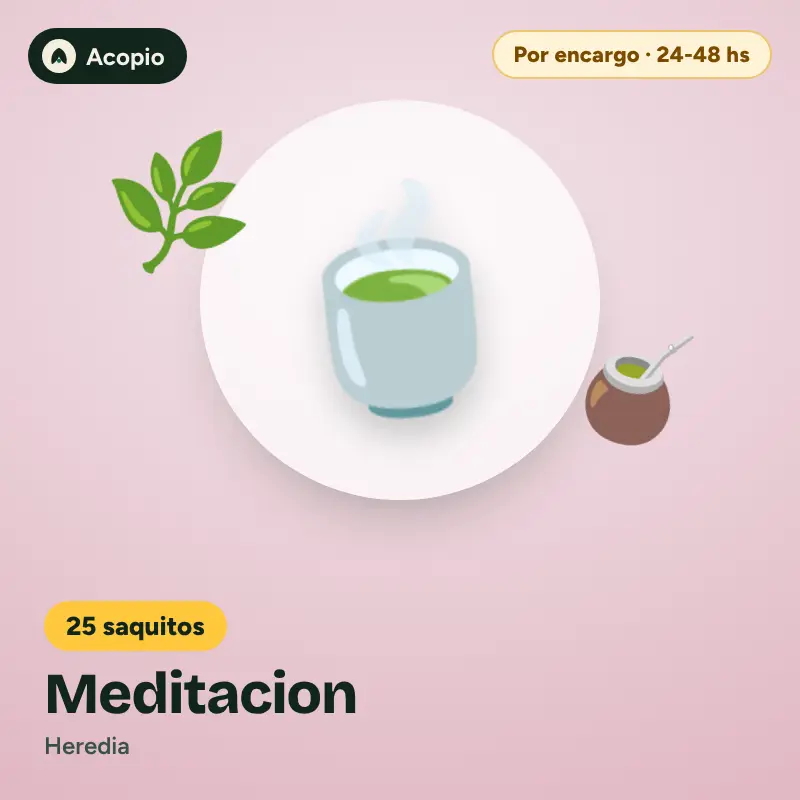 Acopio
Por encargo · 24-48 hs
25 saquitos
Meditacion
Heredia